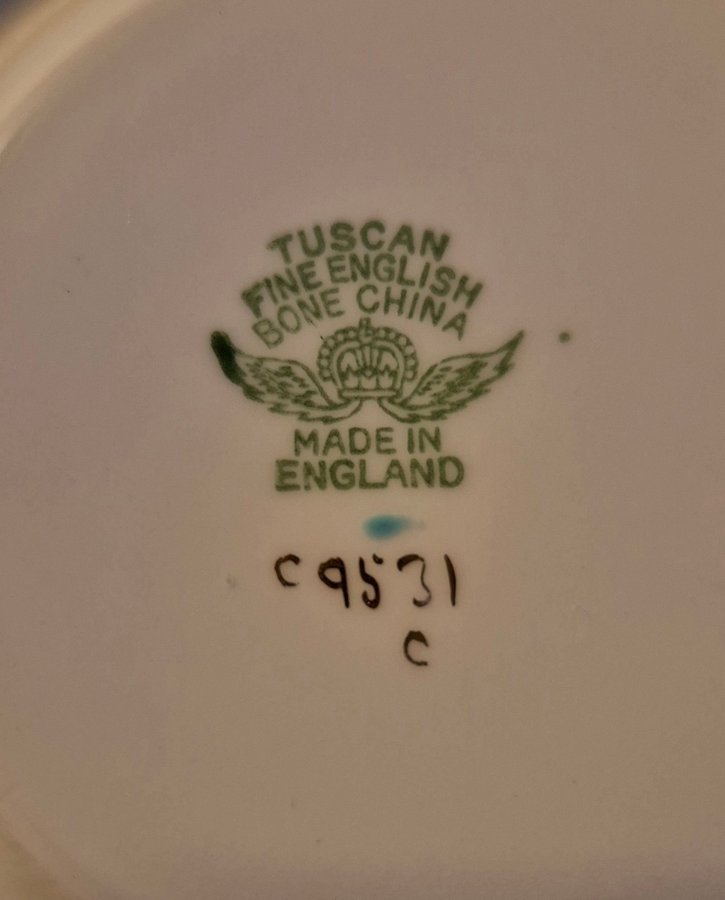 TUSCAN
FINE ENGLISH
BONE CHINA
MADE IN
ENGLAND
C9531
C